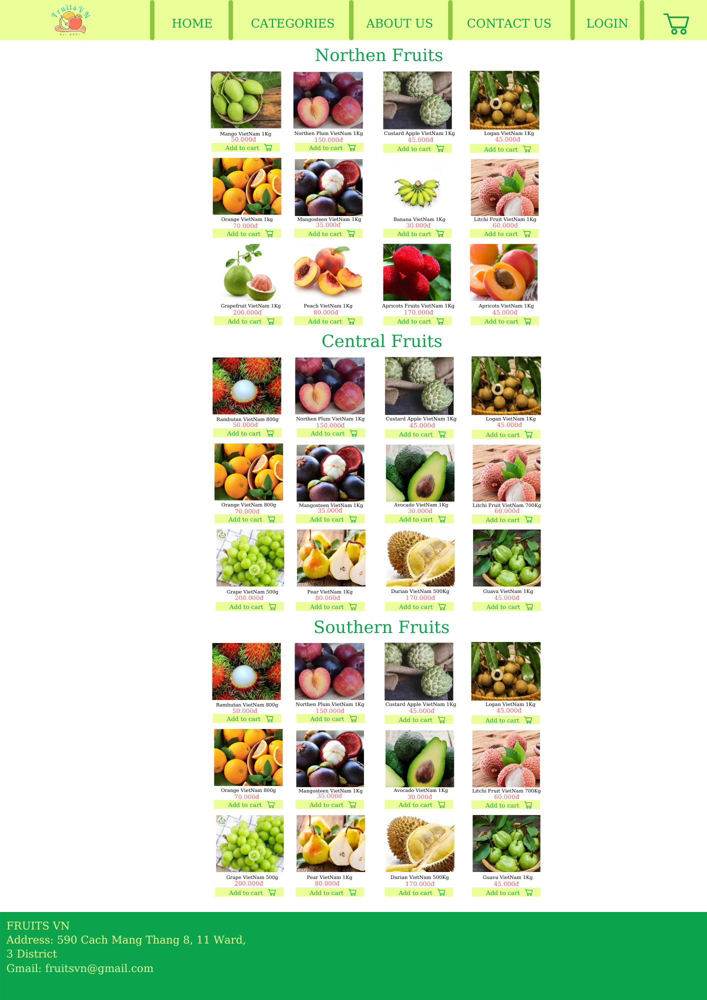 Fruits VN
Est 2021
HOME
CATEGORIES
ABOUT US
CONTACT US
LOGIN
Northen Fruits
Mango VietNam 1Kg
50.000đ
Add to cart
Northen Plum VietNam 1Kg
150.000đ
Add to cart
Custard Apple VietNam 1Kg
45.000đ
Add to cart
Logan VietNam 1Kg
45.000đ
Add to cart
Orange VietNam 1kg
70.000đ
Add to cart
Mangosteen VietNam 1Kg
35.000đ
Add to cart
Banana VietNam 1Kg
30.000đ
Add to cart
Litchi Fruit VietNam 1Kg
60.000đ
Add to cart
Grapefruit VietNam 1Kg
200.000đ
Add to cart
Peach VietNam 1Kg
80.000đ
Add to cart
Apricots Fruits VietNam 1Kg
170.000đ
Add to cart
Apricots VietNam 1Kg
45.000đ
Add to cart
Central Fruits
Rambutan VietNam 800g
50.000đ
Add to cart
Northen Plum VietNam 1Kg
150.000đ
Add to cart
Custard Apple VietNam 1Kg
45.000đ
Add to cart
Logan VietNam 1Kg
45.000đ
Add to cart
Orange VietNam 800g
70.000đ
Add to cart
Mangosteen VietNam 1Kg
35.000đ
Add to cart
Avocado VietNam 1Kg
30.000đ
Add to cart
Litchi Fruit VietNam 700Kg
60.000đ
Add to cart
Grape VietNam 500g
200.000đ
Add to cart
Pear VietNam 1Kg
80.000đ
Add to cart
Durian VietNam 500Kg
170.000đ
Add to cart
Guava VietNam 1Kg
45.000đ
Add to cart
Southern Fruits
Rambutan VietNam 800g
50.000đ
Add to cart
Northen Plum VietNam 1Kg
150.000đ
Add to cart
Custard Apple VietNam 1Kg
45.000đ
Add to cart
Logan VietNam 1Kg
45.000đ
Add to cart
Orange VietNam 800g
70.000đ
Add to cart
Mangosteen VietNam 1Kg
35.000đ
Add to cart
Avocado VietNam 1Kg
30.000đ
Add to cart
Litchi Fruit VietNam 700Kg
60.000đ
Add to cart
Grape VietNam 500g
200.000đ
Add to cart
Pear VietNam 1Kg
80.000đ
Add to cart
Durian VietNam 500Kg
170.000đ
Add to cart
Guava VietNam 1Kg
45.000đ
Add to cart
FRUITS VN
Address: 590 Cach Mang Thang 8, 11 Ward,
3 District
Gmail: fruitsvn@gmail.com